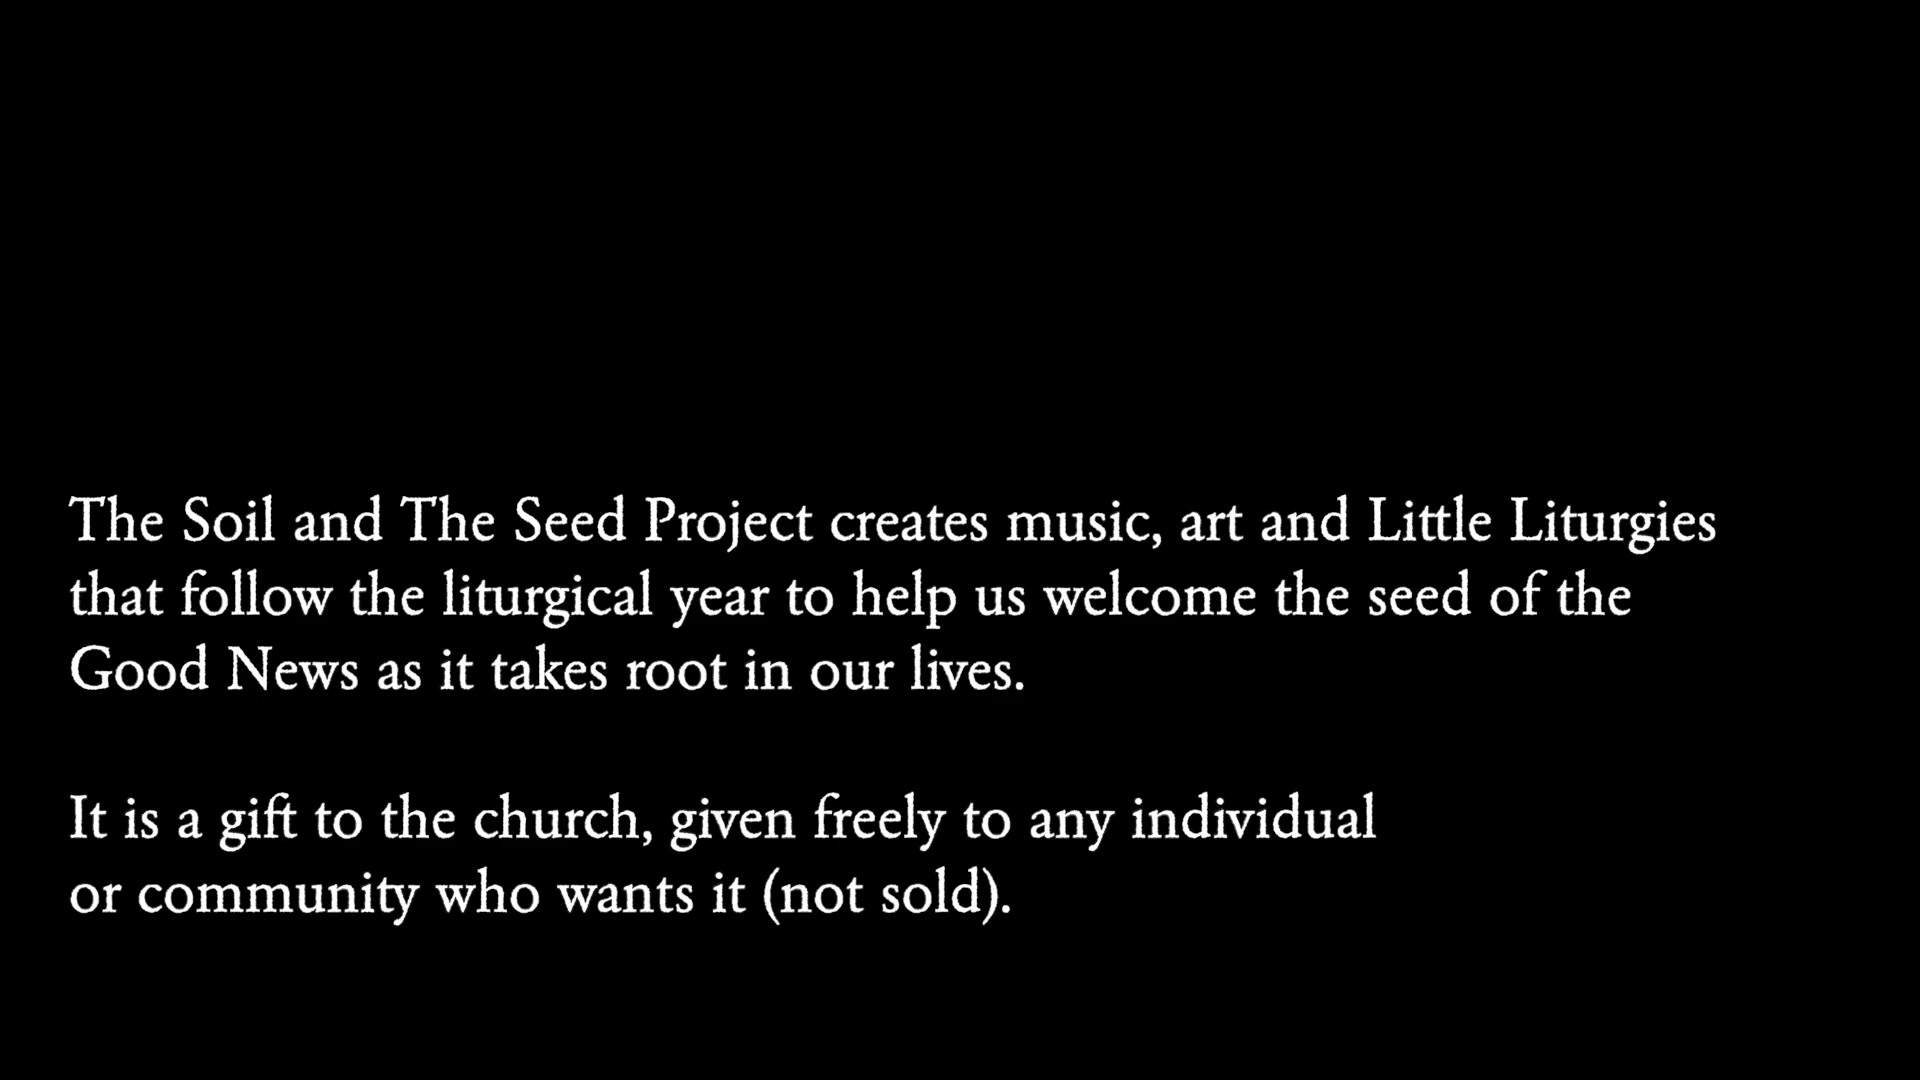 The Soil and The Seed Project creates music, art and Little Liturgies
that follow the liturgical year to help us welcome the seed of the
Good News as it takes root in our lives.
It is a gift to the church, given freely to any individual
or community who wants it (not sold).